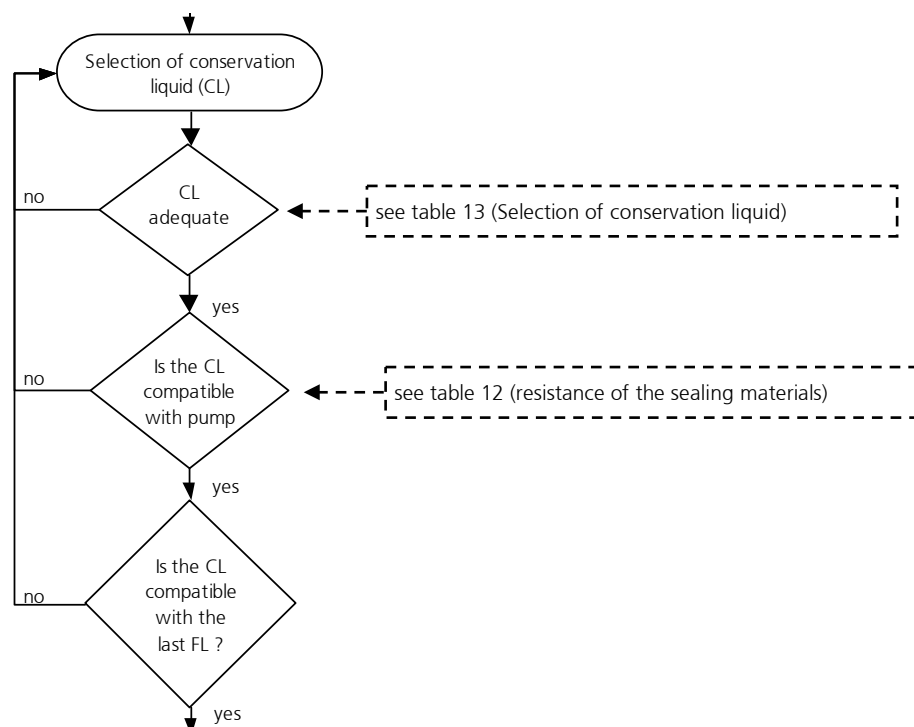 Selection of conservation
liquid (CL)
no
CL
adequate
see table 13 (Selection of conservation liquid)
yes
no
Is the CL
compatible
with pump
see table 12 (resistance of the sealing materials)
yes
no
Is the CL
compatible
with the
last FL ?
yes